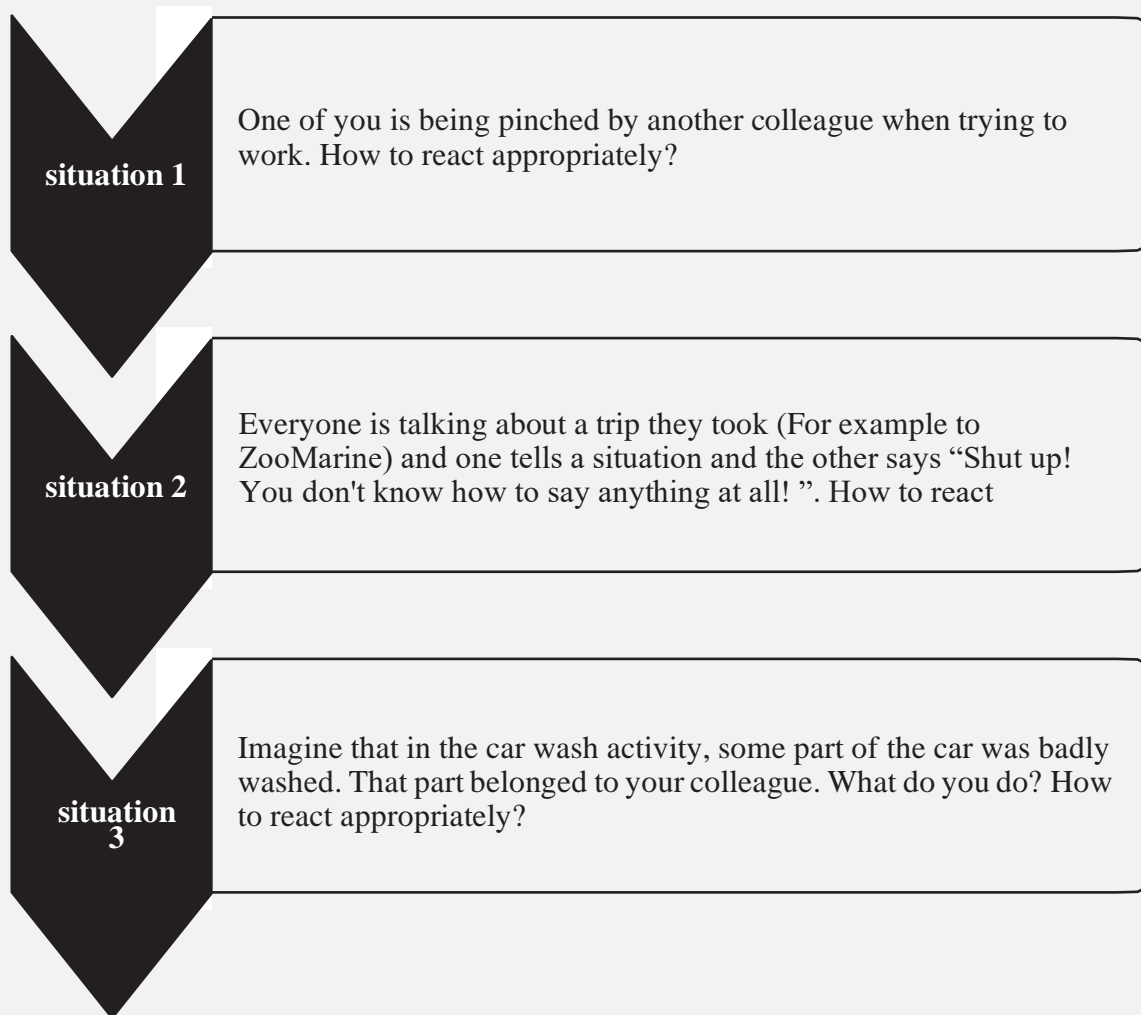 situation 1
One of you is being pinched by another colleague when trying to
work. How to react appropriately?
situation 2
Everyone is talking about a trip they took (For example to
ZooMarine) and one tells a situation and the other says “Shut up!
You don't know how to say anything at all! ”. How to react
situation
3
Imagine that in the car wash activity, some part of the car was badly
washed. That part belonged to your colleague. What do you do? How
to react appropriately?